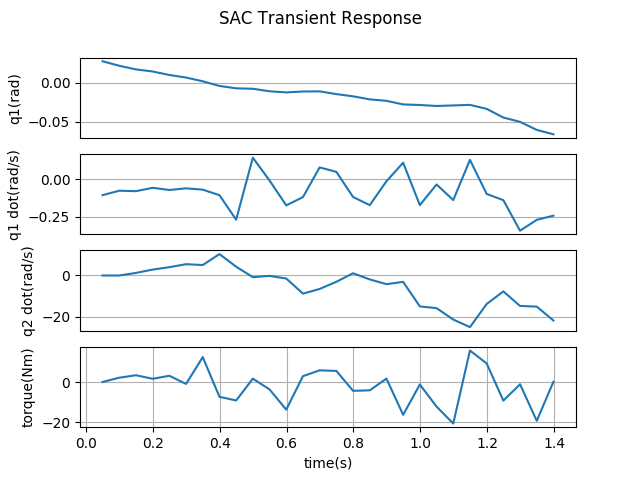 SAC Transient Response
q1(rad)
0.00
−0.05
q1 dot(rad/s)
0.00
−0.25
q2 dot(rad/s)
0
−20
torque(Nm)
0
−20
0.0 0.2 0.4 0.6 0.8 1.0 1.2 1.4
time(s)